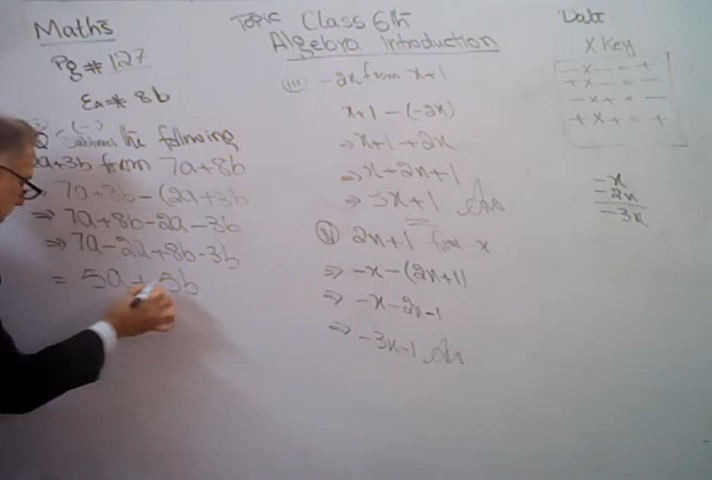 Maths
Pg # 127
Ex # 8b
Q (-)
Subtract the following
a+3b from 7a+8b
7a+8b-(2a+3b
⇒ 7a+8b-2a-3b
⇒ 7a-2a+8b-3b
= 5a+5b
TOPIC Class 6th
Algebra Introduction
(iii) -2x from x+1
x+1-(-2x)
⇒ x+1+2x
⇒ x+2x+1
⇒ 3x+1 Ans
2x+1 from -x
⇒ -x-(2x+1)
⇒ -x-2x-1
⇒ -3x-1 Ans
Date
X Key
- x - = +
+ x - = -
- x + = -
+ x + = +
-x
-2x
-3x